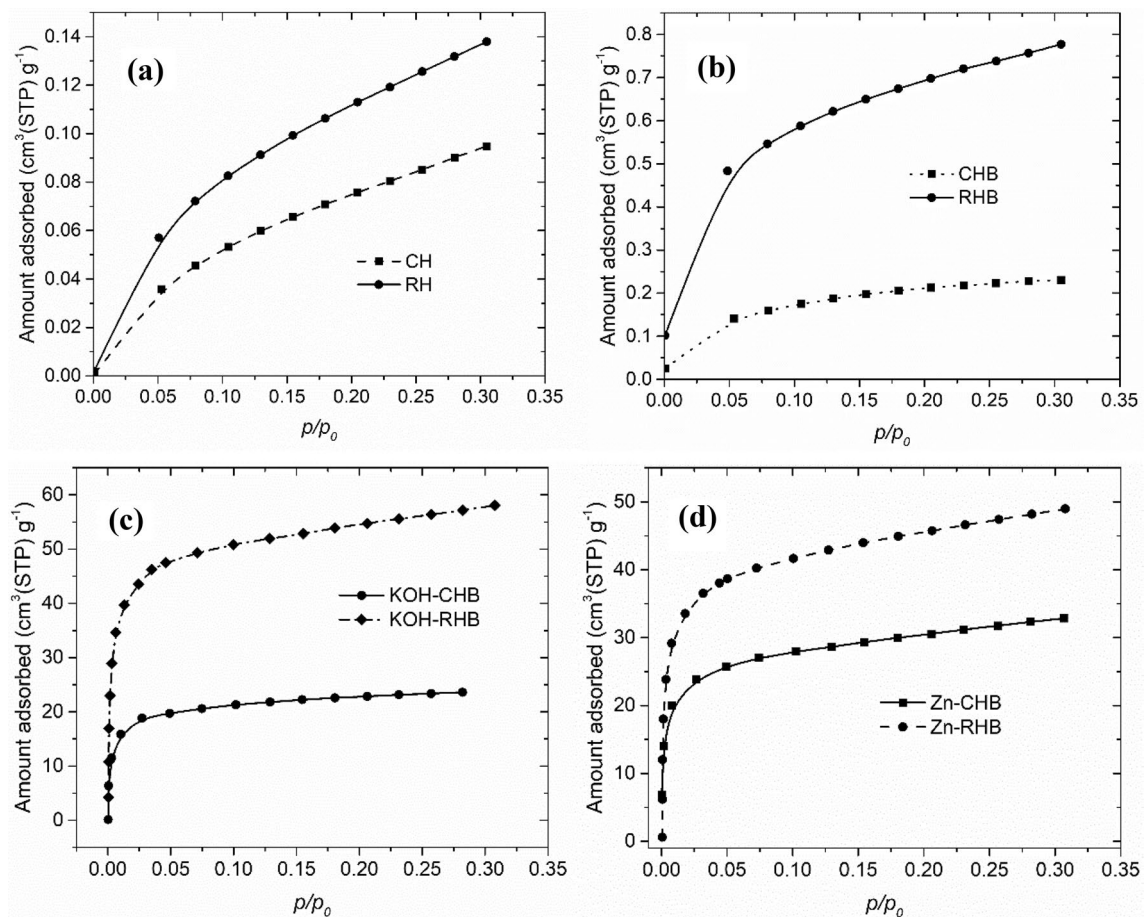 (a)
Amount adsorbed (cm³(STP) g⁻¹)
0.14
0.12
0.10
0.08
0.06
0.04
0.02
0.00
CH
RH
0.00 0.05 0.10 0.15 0.20 0.25 0.30 0.35
p/p₀
(b)
Amount adsorbed (cm³(STP) g⁻¹)
0.8
0.7
0.6
0.5
0.4
0.3
0.2
0.1
0.0
CHB
RHB
0.00 0.05 0.10 0.15 0.20 0.25 0.30 0.35
p/p₀
(c)
Amount adsorbed (cm³(STP) g⁻¹)
60
50
40
30
20
10
0
KOH-CHB
KOH-RHB
0.00 0.05 0.10 0.15 0.20 0.25 0.30 0.35
p/p₀
(d)
Amount adsorbed (cm³(STP) g⁻¹)
50
40
30
20
10
0
Zn-CHB
Zn-RHB
0.00 0.05 0.10 0.15 0.20 0.25 0.30 0.35
p/p₀